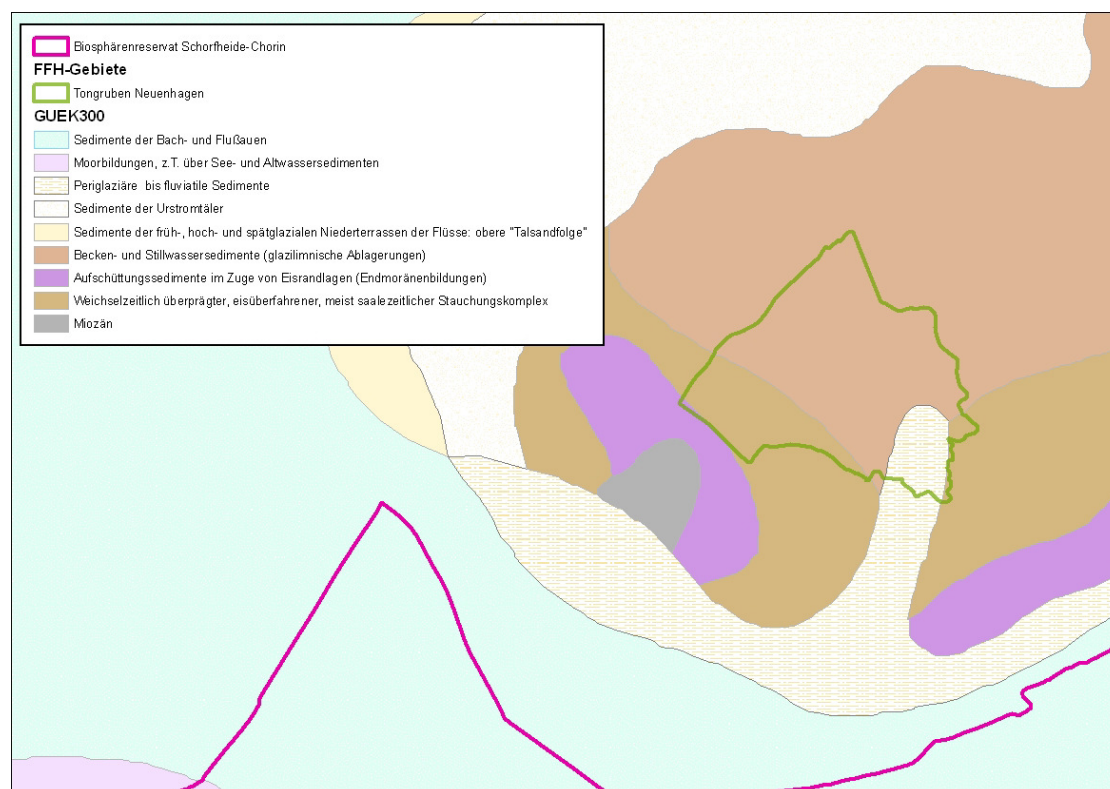 Biosphärenreservat Schorfheide-Chorin
FFH-Gebiete
Tongruben Neuenhagen
GUEK300
Sedimente der Bach- und Flußauen
Moorbildungen, z.T. über See- und Altwassersedimenten
Periglaziäre bis fluviatile Sedimente
Sedimente der Urstromtäler
Sedimente der früh-, hoch- und spätglazialen Niederterrassen der Flüsse: obere "Talsandfolge"
Becken- und Stillwassersedimente (glazilimnische Ablagerungen)
Aufschüttungssedimente im Zuge von Eisrandlagen (Endmoränenbildungen)
Weichselzeitlich überprägter, eisüberfahrener, meist saalezeitlicher Stauchungskomplex
Miozän